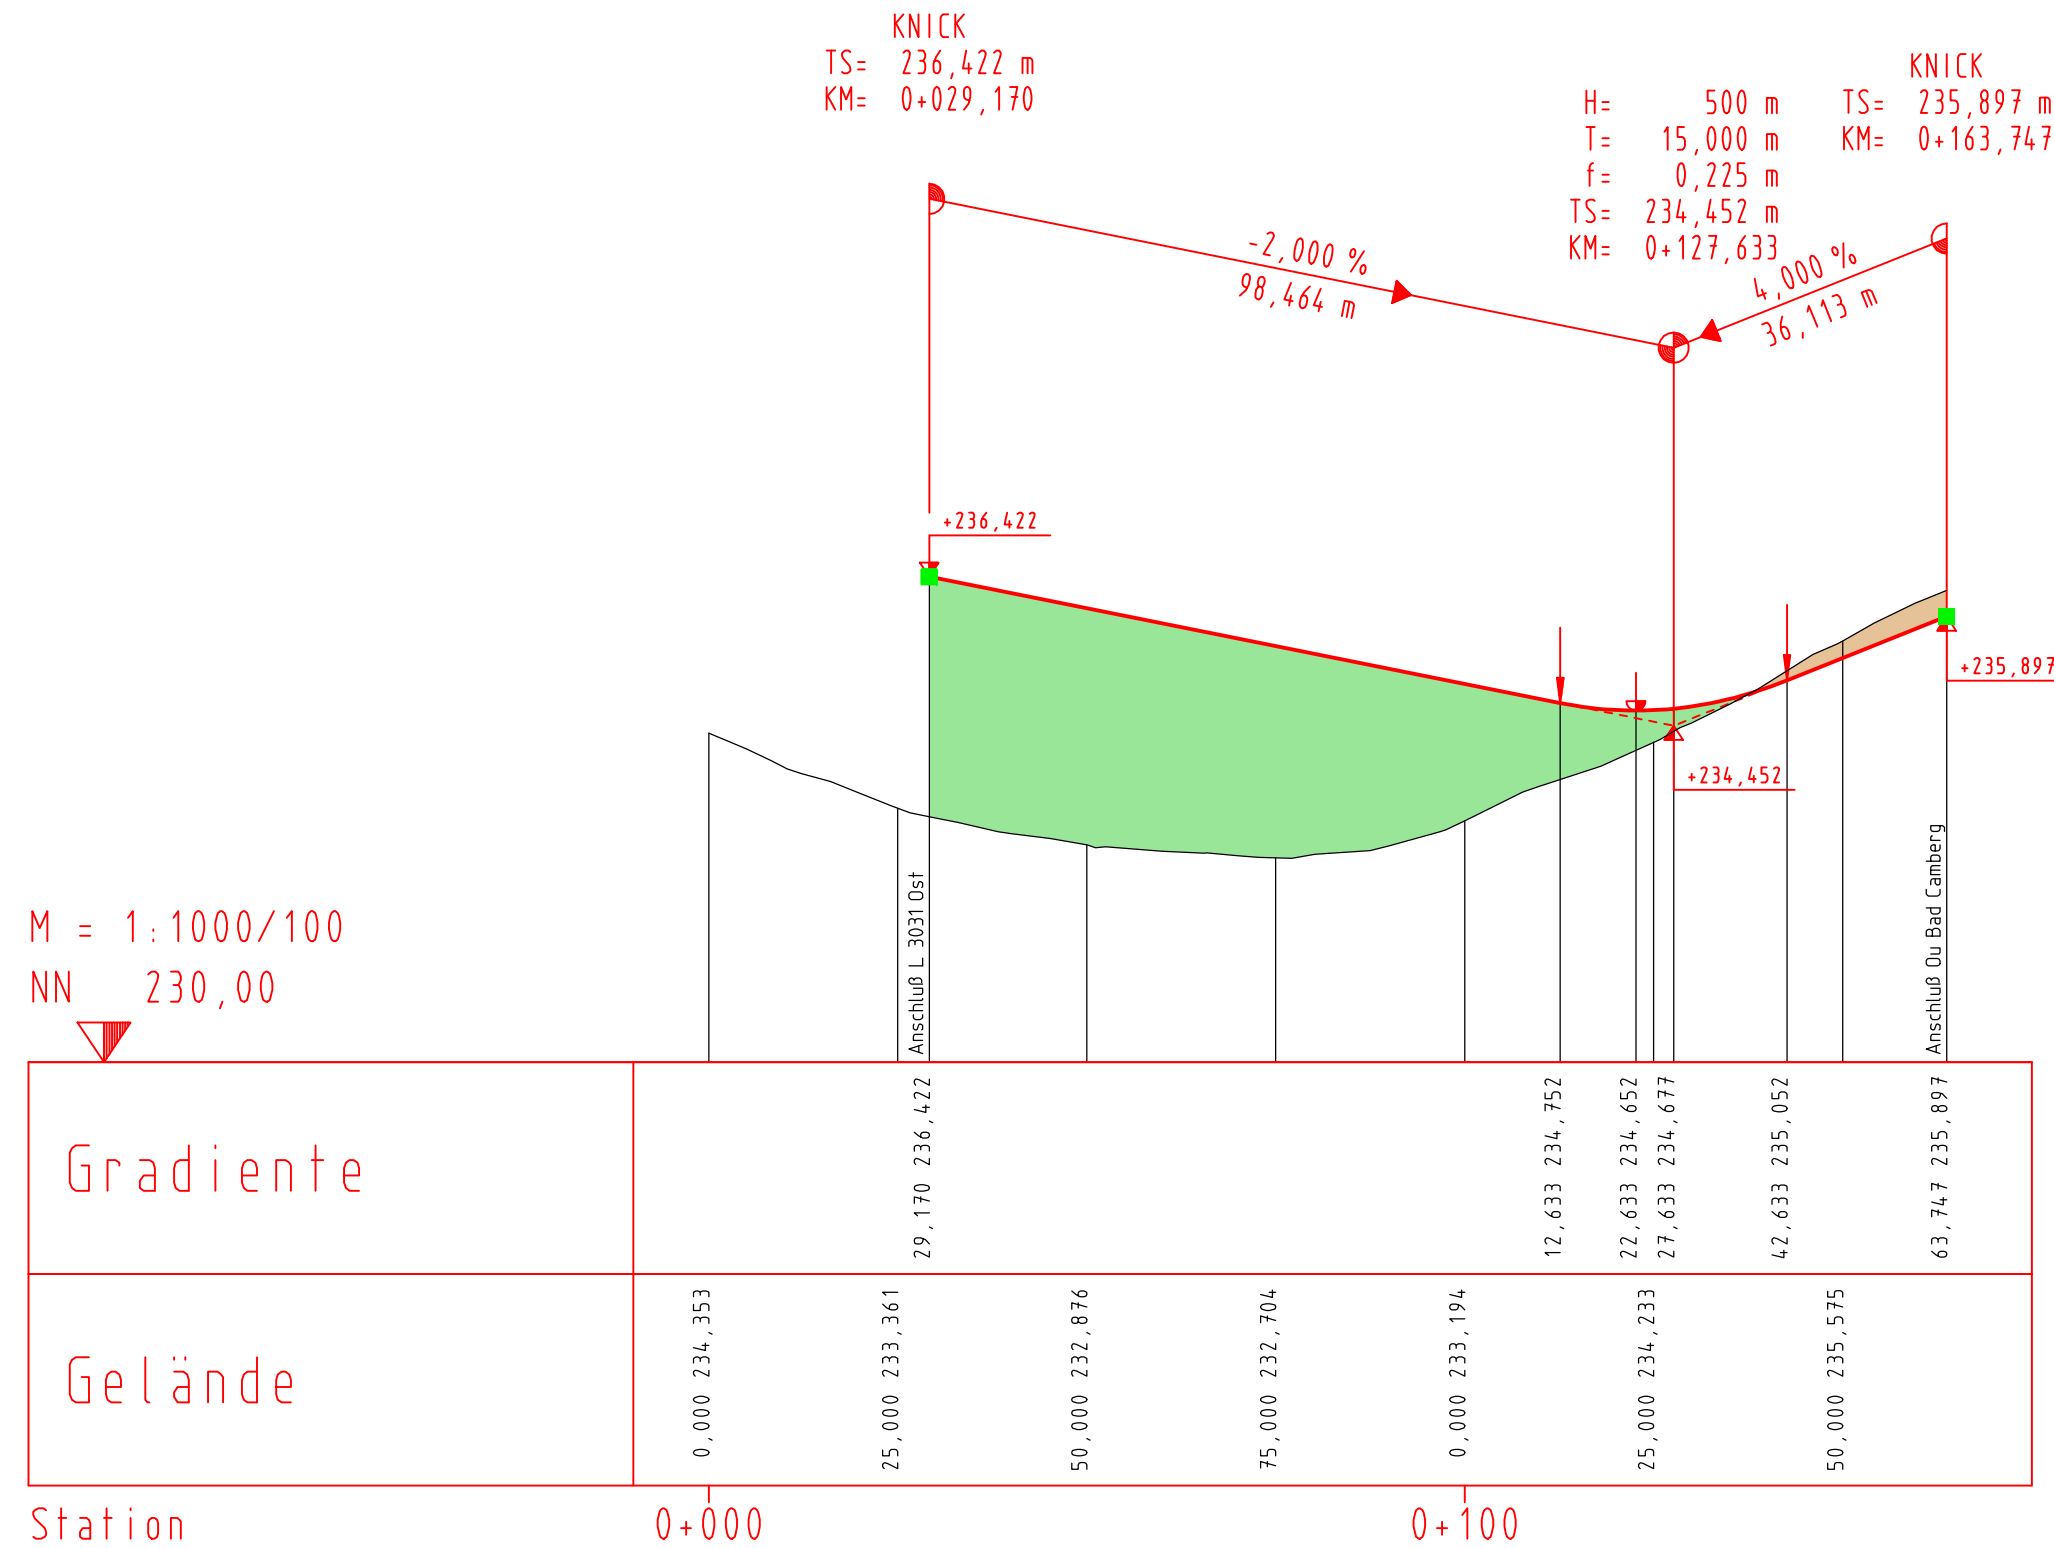 KNICK
TS= 236,422 m
KM= 0+029,170
KNICK
TS= 235,897 m
KM= 0+163,747
H= 500 m
T= 15,000 m
f= 0,225 m
TS= 234,452 m
KM= 0+127,633
-2,000 %
98,464 m
4,000 %
36,113 m
+236,422
+235,897
+234,452
Anschluß L 3031 Ost
Anschluß Ou Bad Camberg
M = 1:1000/100
NN 230,00
Gradiente
29,170 236,422
12,633 234,752
22,633 234,652
27,633 234,677
42,633 235,052
63,747 235,897
Gelände
0,000 234,353
25,000 233,361
50,000 232,876
75,000 232,704
0,000 233,194
25,000 234,233
50,000 235,575
Station
0+000
0+100